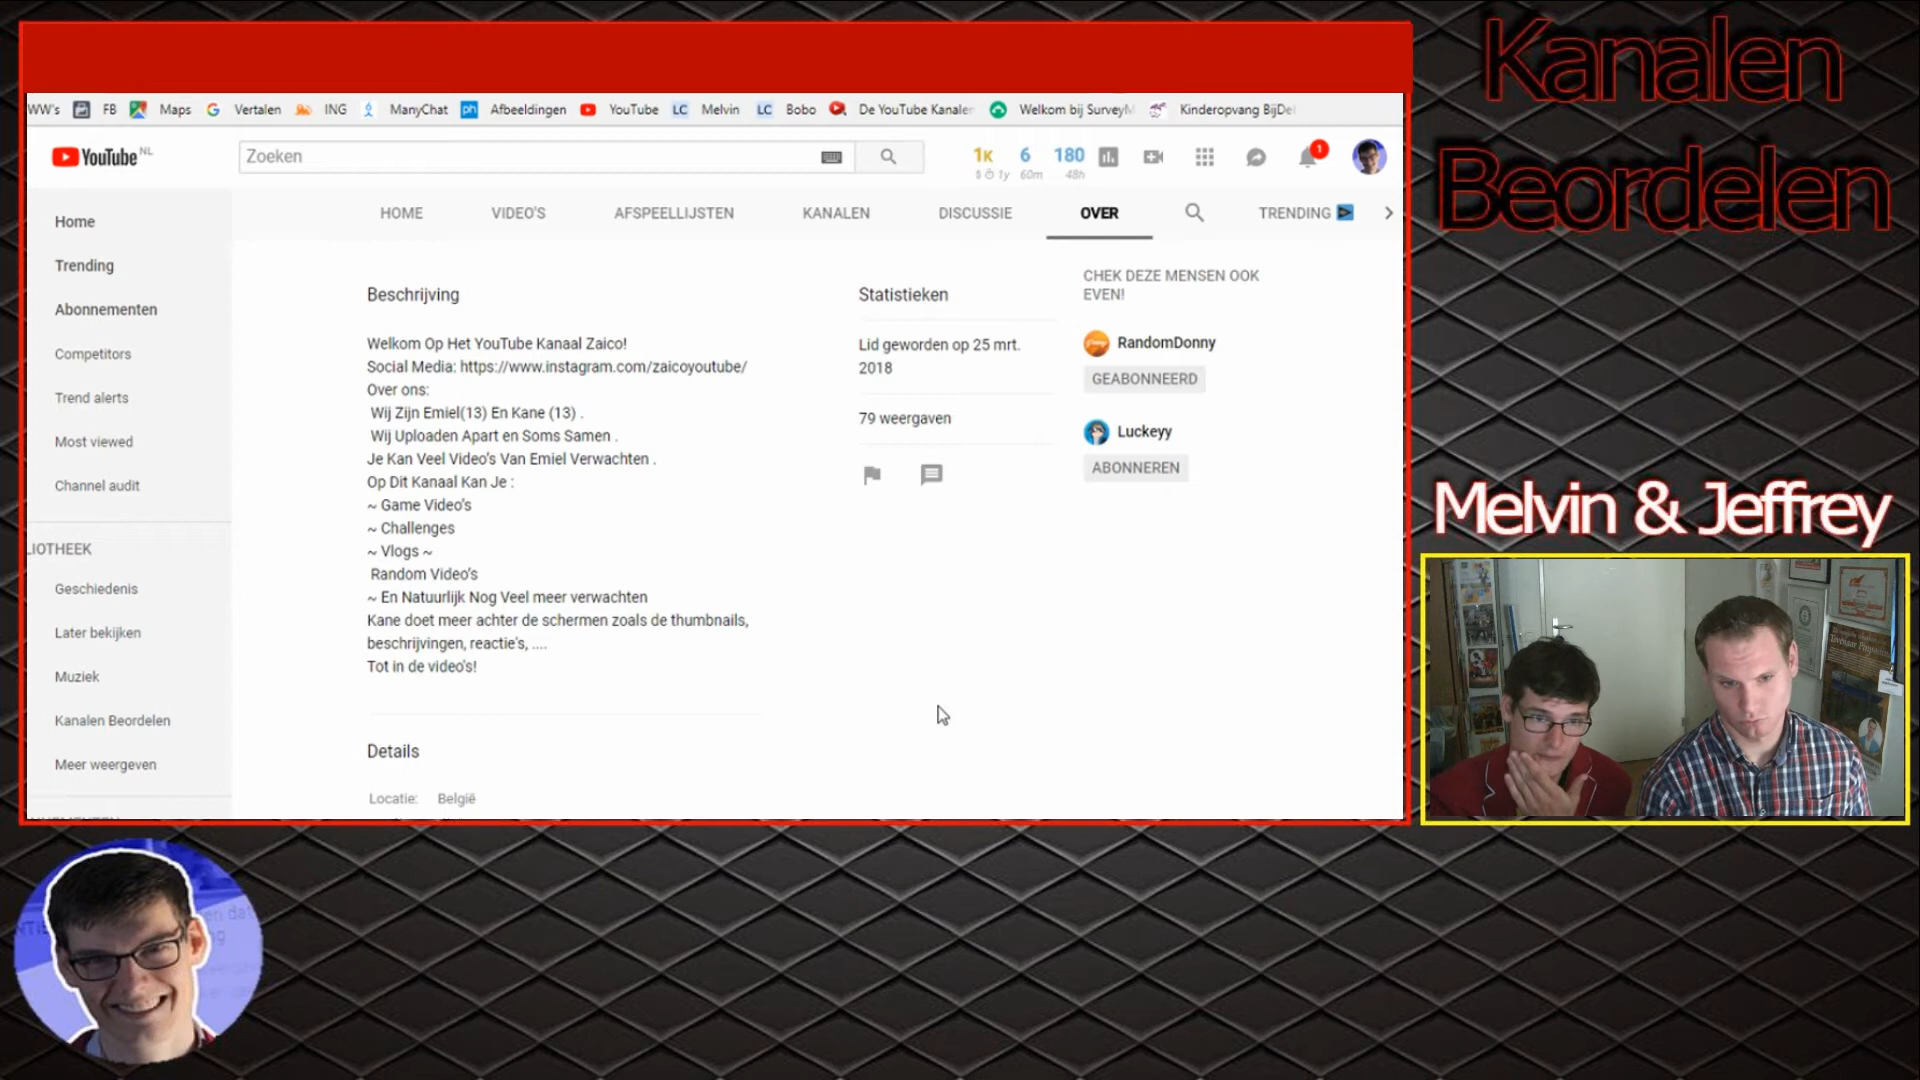 Kanalen
Beordelen
WW's FB Maps Vertalen ING ManyChat ph Afbeeldingen YouTube LC Melvin LC Bobo De YouTube Kanale Welkom bij Survey Kinderopvang BijDe
YouTube NL
Zoeken
1K 6 180 1
1y 60m 48h
HOME VIDEO'S AFSPEELLIJSTEN KANALEN DISCUSSIE OVER TRENDING
Home
Trending
Abonnementen
Competitors
Trend alerts
Most viewed
Channel audit
LIOTHEEK
Geschiedenis
Later bekijken
Muziek
Kanalen Beordelen
Meer weergeven
Beschrijving
Welkom Op Het YouTube Kanaal Zaico!
Social Media: https://www.instagram.com/zaicoyoutube/
Over ons:
Wij Zijn Emiel(13) En Kane (13) .
Wij Uploaden Apart en Soms Samen .
Je Kan Veel Video's Van Emiel Verwachten .
Op Dit Kanaal Kan Je :
~ Game Video's
~ Challenges
~ Vlogs ~
Random Video's
~ En Natuurlijk Nog Veel meer verwachten
Kane doet meer achter de schermen zoals de thumbnails,
beschrijvingen, reactie's, ....
Tot in de video's!
Details
Locatie: België
Statistieken
Lid geworden op 25 mrt.
2018
79 weergaven
CHEK DEZE MENSEN OOK
EVEN!
RandomDonny
GEABONNEERD
Luckeyy
ABONNEREN
Melvin & Jeffrey